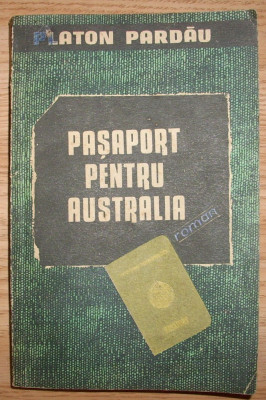 PLATON PARDĂU
PAȘAPORT
PENTRU
AUSTRALIA
roman